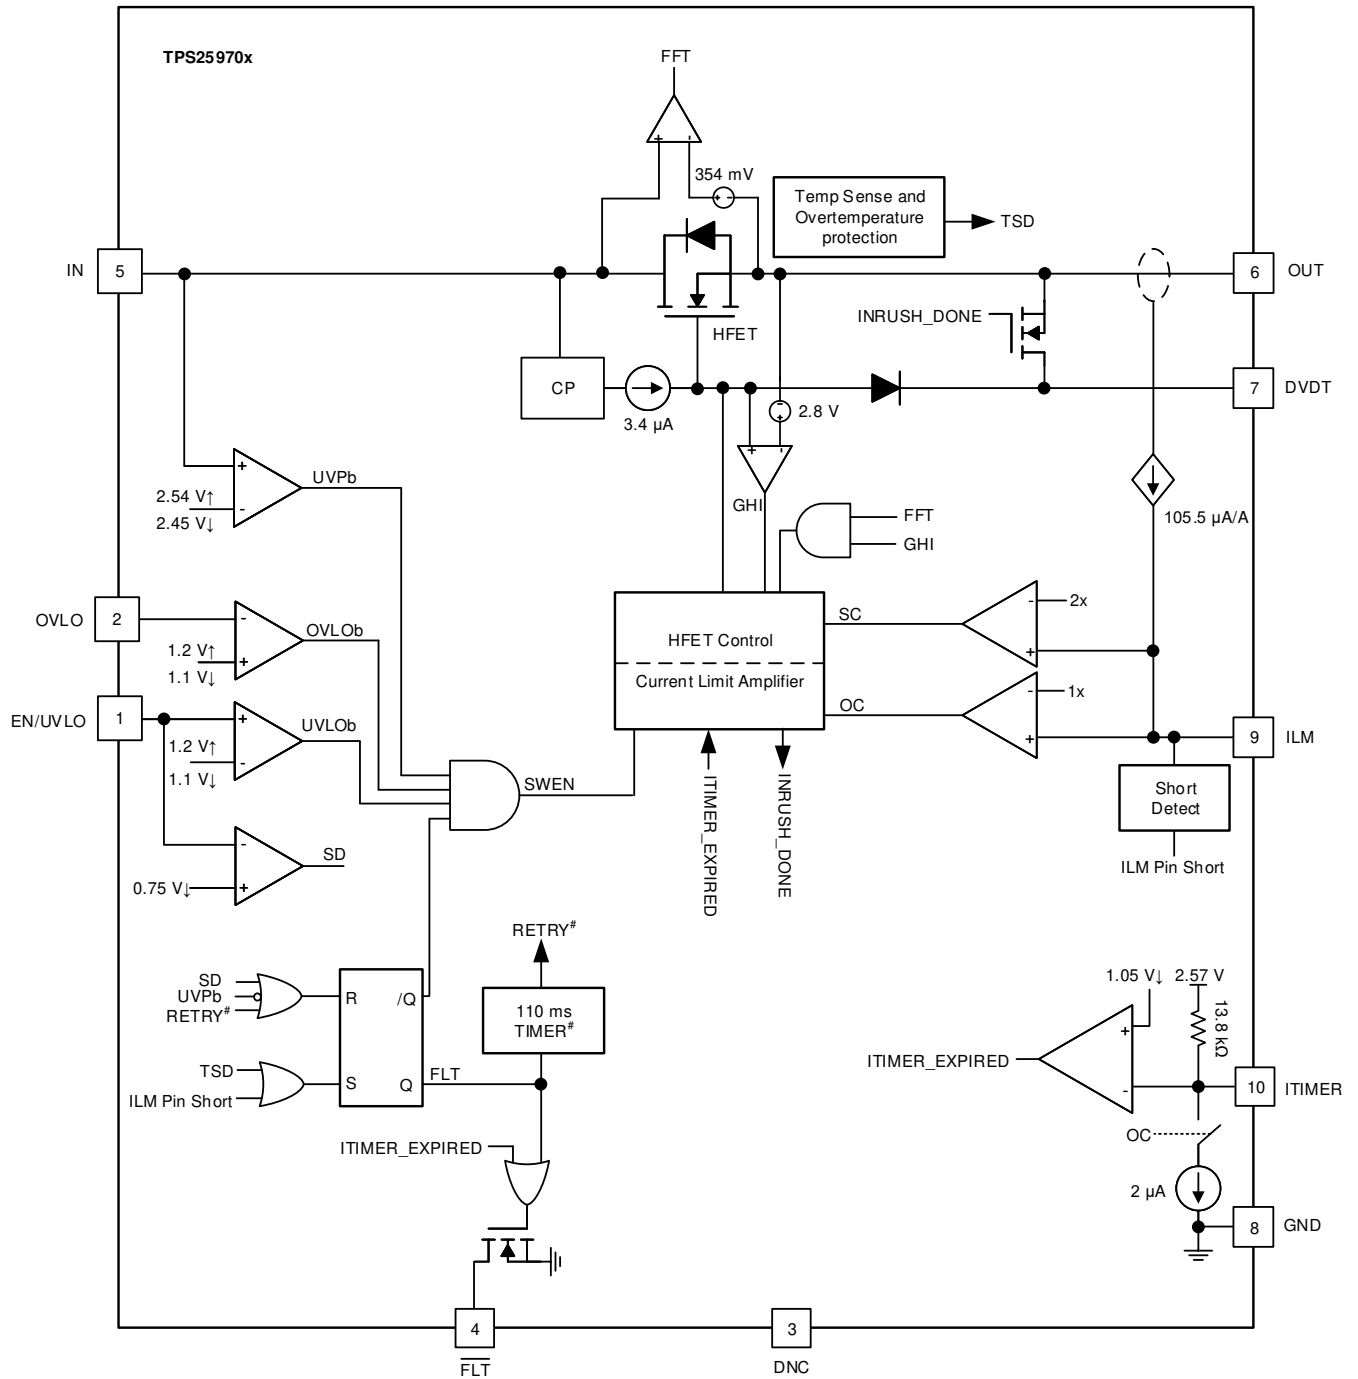 TPS25970x
FFT
354 mV
Temp Sense and
Overtemperature
protection
TSD
IN
5
6
OUT
HFET
INRUSH_DONE
CP
3.4 µA
2.8 V
7
DVDT
UVPb
2.54 V↑
2.45 V↓
+
-
GHI
FFT
GHI
105.5 µA/A
OVLO
2
OVLOb
1.2 V↑
1.1 V↓
-
+
HFET Control
Current Limit Amplifier
SC
2x
-
+
OC
1x
-
+
EN/UVLO
1
UVLOb
1.2 V↑
1.1 V↓
+
-
9
ILM
Short
Detect
ILM Pin Short
SWEN
ITIMER_EXPIRED
INRUSH_DONE
SD
0.75 V↓
-
+
RETRY#
110 ms
TIMER#
SD
UVPb
RETRY#
R
/Q
TSD
ILM Pin Short
S
Q
FLT
1.05 V↓
2.57 V
13.8 kΩ
ITIMER_EXPIRED
+
-
10
ITIMER
OC
2 µA
8
GND
ITIMER_EXPIRED
4
FLT
3
DNC